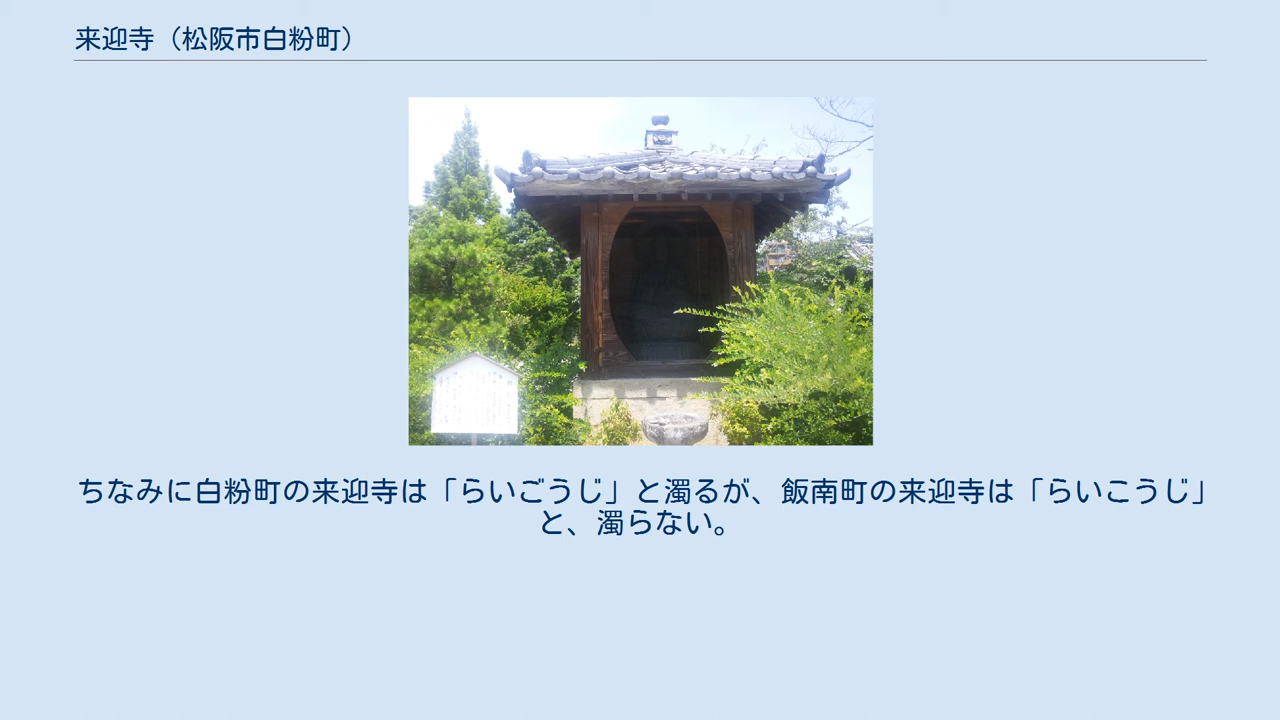 来迎寺（松阪市白粉町）
ちなみに白粉町の来迎寺は「らいごうじ」と濁るが、飯南町の来迎寺は「らいこうじ」
と、濁らない。